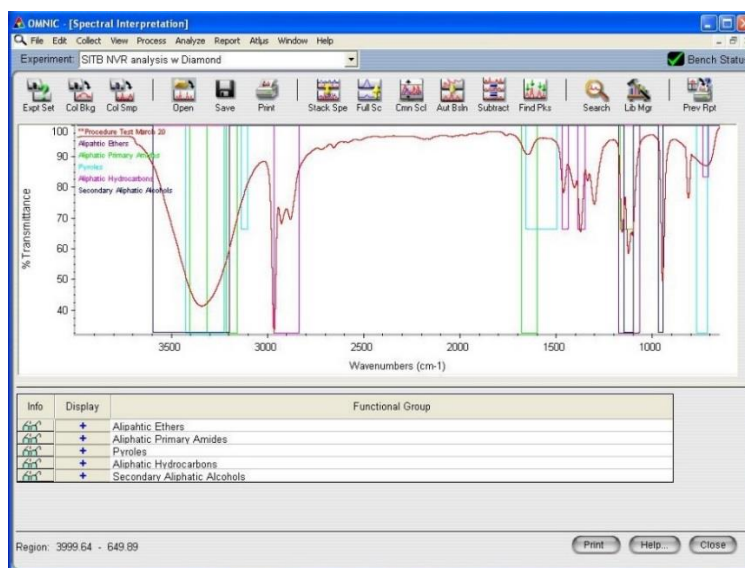 OMNIC - [Spectral Interpretation]
File Edit Collect View Process Analyze Report Atlµs Window Help
Experiment: SITB NVR analysis w Diamond Bench Status
Expt Set Col Bkg Col Smp Open Save Print Stack Spe Full Sc Cmn Scl Aut Bsln Subtract Find Pks Search Lib Mgr Prev Rpt
**Procedure Test March 20
Alipahtic Ethers
Aliphatic Primary Amides
Pyroles
Aliphatic Hydrocarbons
Secondary Aliphatic Alcohols
%Transmittance
100
90
80
70
60
50
40
3500 3000 2500 2000 1500 1000
Wavenumbers (cm-1)
Info Display Functional Group
+ Alipahtic Ethers
+ Aliphatic Primary Amides
+ Pyroles
+ Aliphatic Hydrocarbons
+ Secondary Aliphatic Alcohols
Region: 3999.64 - 649.89 Print Help... Close